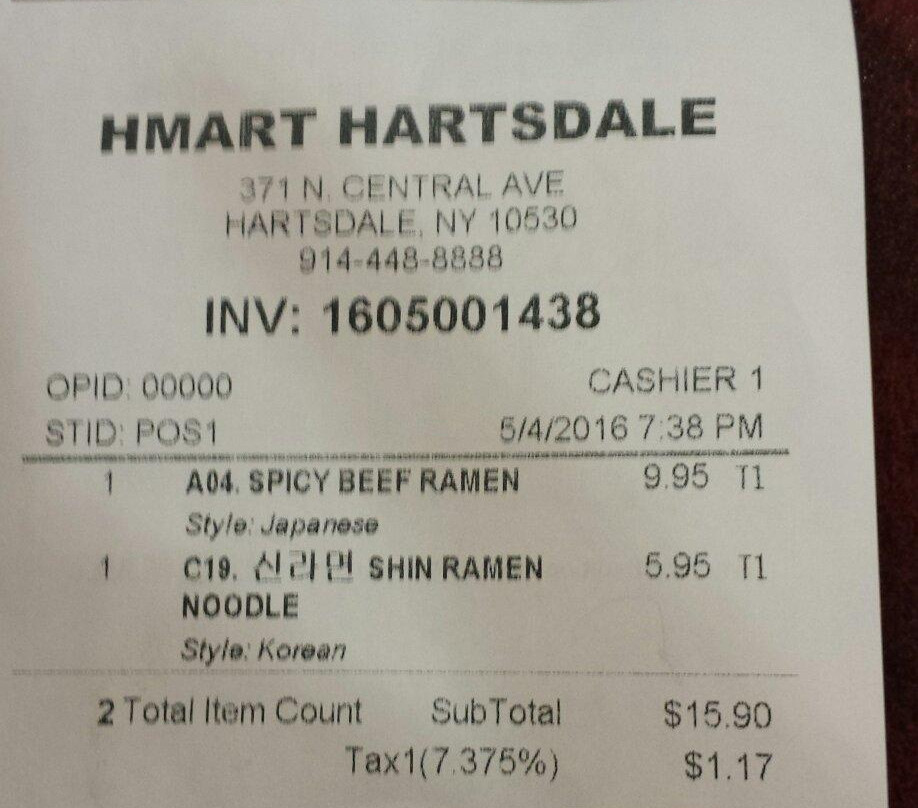 HMART HARTSDALE
371 N. CENTRAL AVE
HARTSDALE, NY 10530
914-448-8888
INV: 1605001438
OPID: 00000 CASHIER 1
STID: POS1 5/4/2016 7:38 PM
1 A04. SPICY BEEF RAMEN 9.95 T1
Style: Japanese
1 C19. 신라면 SHIN RAMEN 5.95 T1
NOODLE
Style: Korean
2 Total Item Count SubTotal $15.90
Tax1(7.375%) $1.17